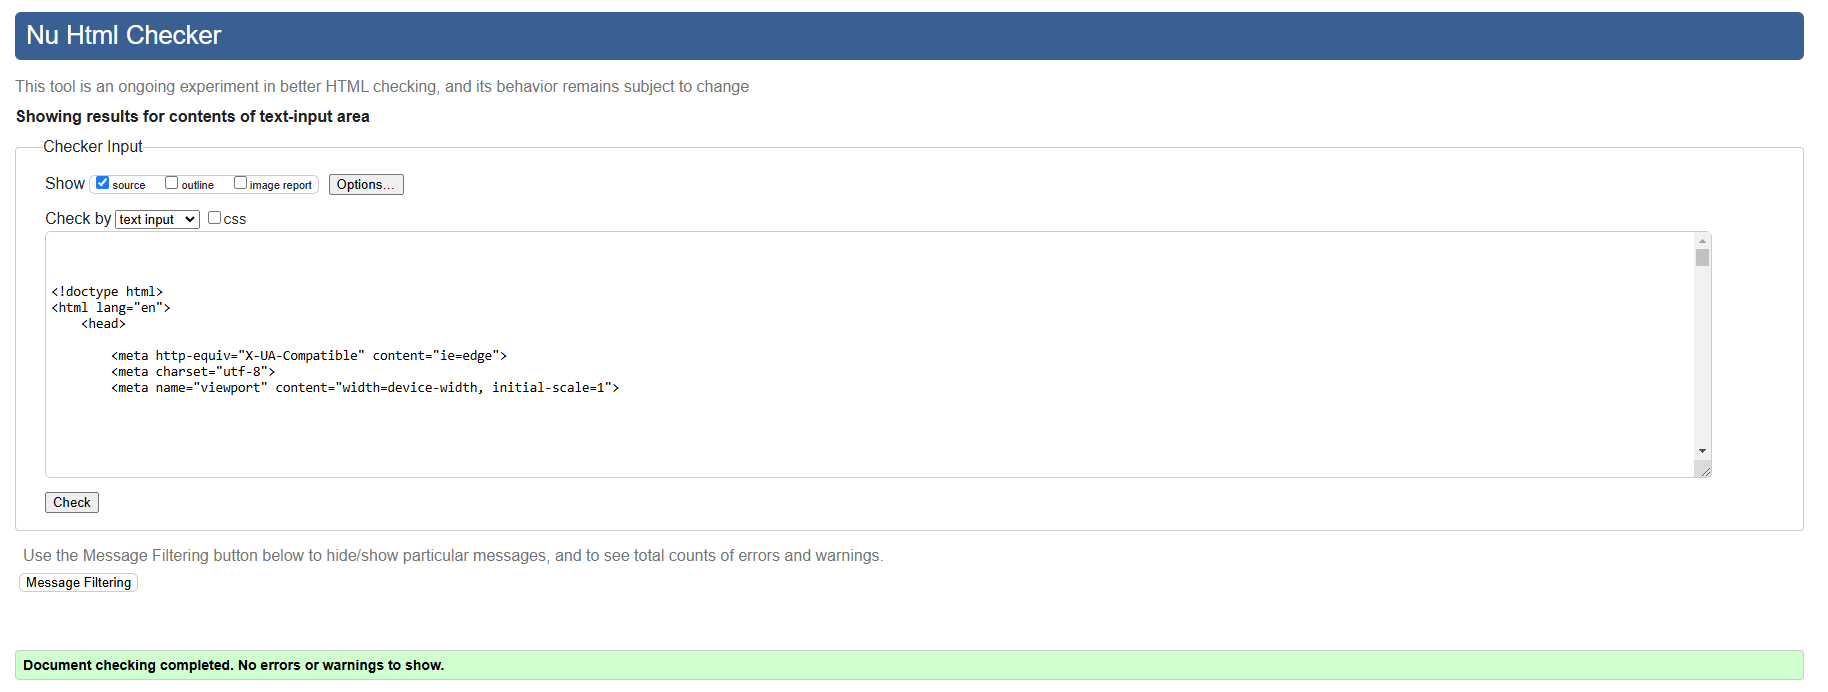 Nu Html Checker
This tool is an ongoing experiment in better HTML checking, and its behavior remains subject to change
Showing results for contents of text-input area
Checker Input
Show source outline image report Options...
Check by text input css
<!doctype html>
<html lang="en">
    <head>
        <meta http-equiv="X-UA-Compatible" content="ie=edge">
        <meta charset="utf-8">
        <meta name="viewport" content="width=device-width, initial-scale=1">
Check
Use the Message Filtering button below to hide/show particular messages, and to see total counts of errors and warnings.
Message Filtering
Document checking completed. No errors or warnings to show.